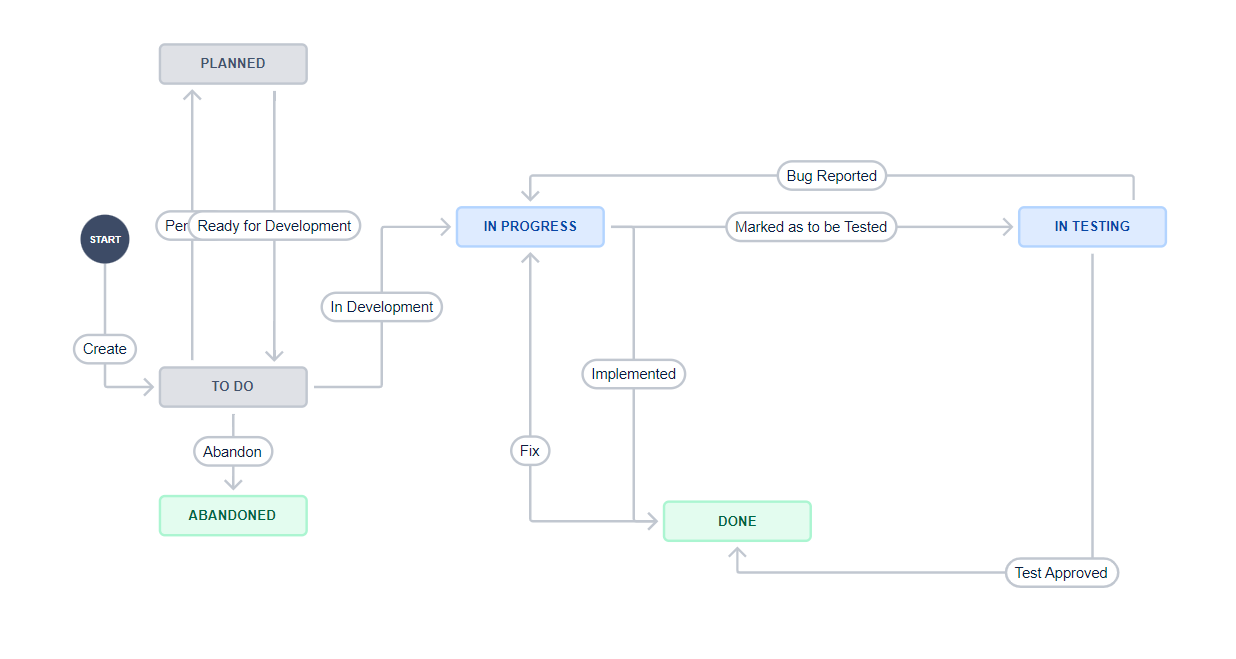 PLANNED
Bug Reported
Ready for Development
IN PROGRESS
Marked as to be Tested
IN TESTING
START
In Development
Create
Implemented
TO DO
Abandon
Fix
ABANDONED
DONE
Test Approved